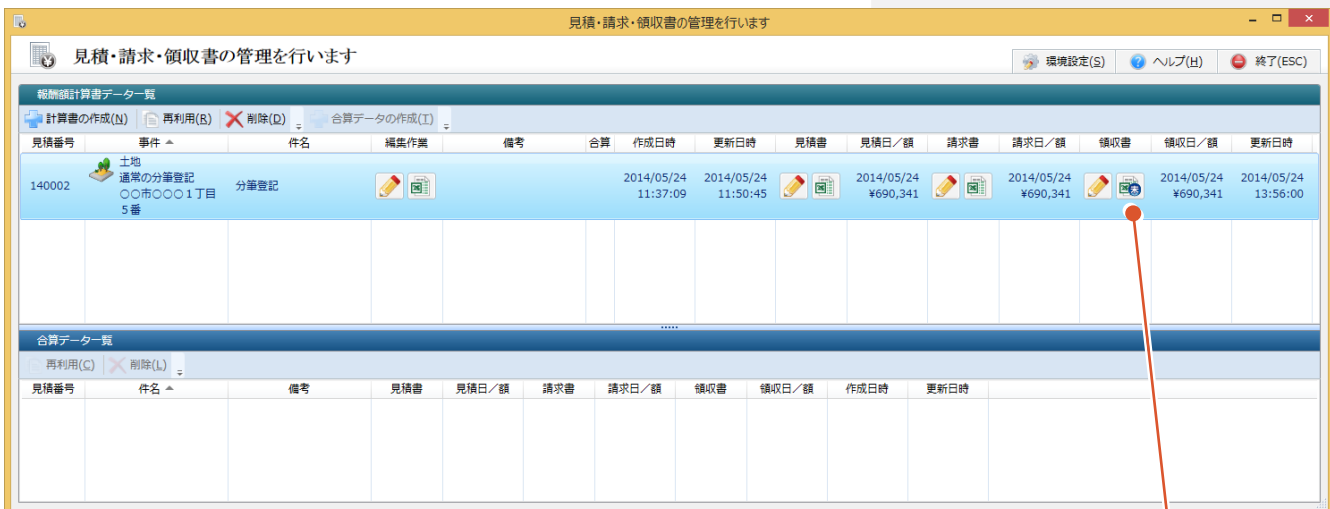 見積・請求・領収書の管理を行います
見積・請求・領収書の管理を行います
環境設定(S) ヘルプ(H) 終了(ESC)
報酬額計算書データ一覧
計算書の作成(N) 再利用(R) 削除(D) 合算データの作成(T)
見積番号 事件 件名 編集作業 備考 合算 作成日時 更新日時 見積書 見積日／額 請求書 請求日／額 領収書 領収日／額 更新日時
土地
140002 通常の分筆登記 分筆登記 2014/05/24 2014/05/24 2014/05/24 2014/05/24 2014/05/24 2014/05/24
〇〇市〇〇〇１丁目 11:37:09 11:50:45 ¥690,341 ¥690,341 ¥690,341 13:56:00
５番
合算データ一覧
再利用(C) 削除(L)
見積番号 件名 備考 見積書 見積日／額 請求書 請求日／額 領収書 領収日／額 作成日時 更新日時